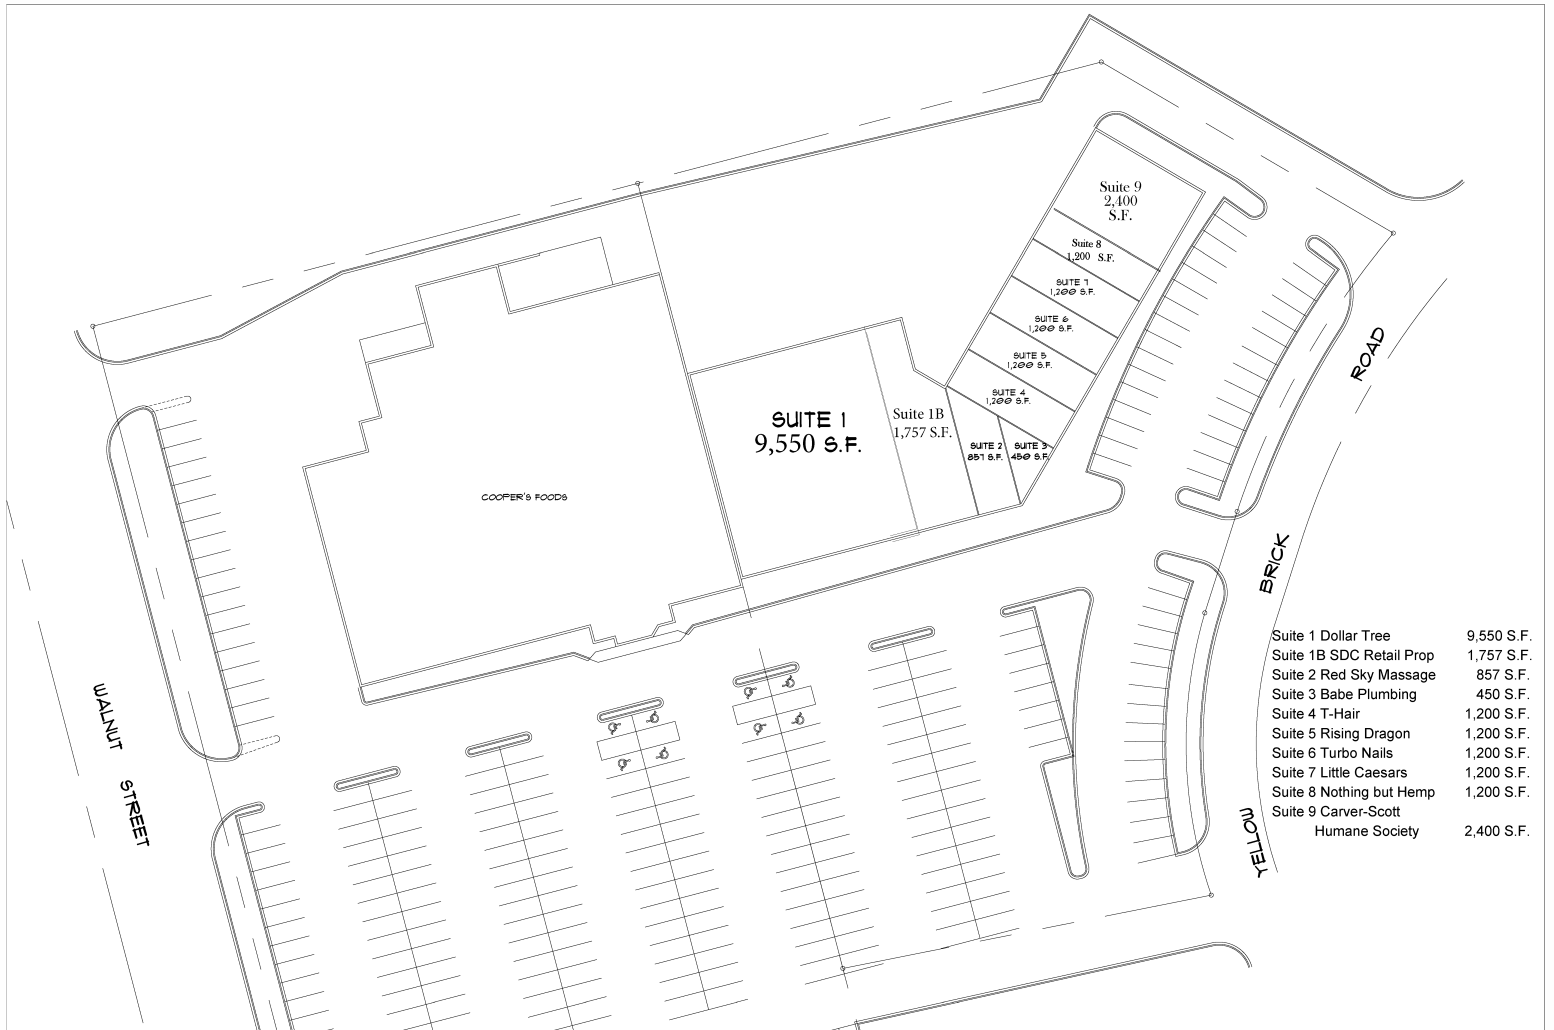 Suite 9
2,400
S.F.
Suite 8
1,200 S.F.
SUITE 7
1,200 S.F.
SUITE 6
1,200 S.F.
SUITE 5
1,200 S.F.
SUITE 4
1,200 S.F.
SUITE 1
9,550 S.F.
Suite 1B
1,757 S.F.
SUITE 2
857 S.F.
SUITE 3
450 S.F.
COOPER'S FOODS
WALNUT STREET
MOTTLEY BRICK ROAD
Suite 1 Dollar Tree 9,550 S.F.
Suite 1B SDC Retail Prop 1,757 S.F.
Suite 2 Red Sky Massage 857 S.F.
Suite 3 Babe Plumbing 450 S.F.
Suite 4 T-Hair 1,200 S.F.
Suite 5 Rising Dragon 1,200 S.F.
Suite 6 Turbo Nails 1,200 S.F.
Suite 7 Little Caesars 1,200 S.F.
Suite 8 Nothing but Hemp 1,200 S.F.
Suite 9 Carver-Scott
Humane Society 2,400 S.F.